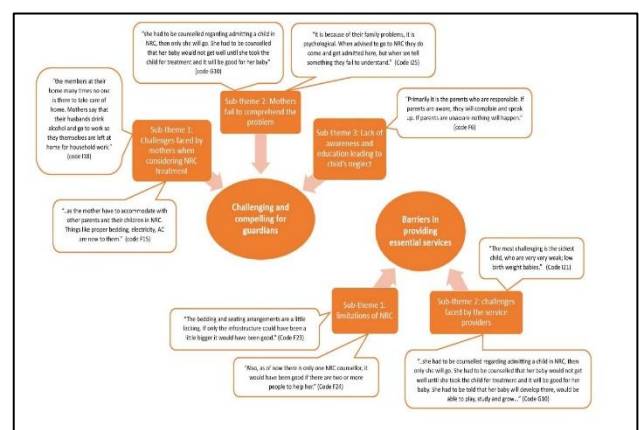 "she had to be counselled regarding admitting a child in
NRC, then only she will go. She had to be counselled
that her baby would not get well until she took the
child for treatment and it will be good for her baby"
(code G30)
"It is because of their family problems, it is
psychological. When advised to go to NRC they do
come and get admitted here, but when we tell
something they fail to understand." (Code I25)
"the members at their
home many times no one
is there to take care of
home. Mothers say that
their husbands drink
alcohol and go to work so
they themselves are left at
home for household work."
(code I18)
Sub-theme 1:
Challenges faced by
mothers when
considering NRC
treatment
Sub-theme 2: Mothers
fail to comprehend the
problem
Sub-theme 3: Lack of
awareness and
education leading to
child's neglect
"Primarily it is the parents who are responsible. If
parents are aware, they will complain and speak
up. If parents are unaware nothing will happen."
(code F6)
"..as the mother have to accommodate with
other parents and their children in NRC.
Things like proper bedding, electricity, AC
are new to them." (code F15)
Challenging and
compelling for
guardians
Barriers in
providing
essential services
"The most challenging is the sickest
child, who are very very weak, low
birth weight babies." (Code I21)
"The bedding and seating arrangements are a little
lacking. If only the infrastructure could have been a
little bigger it would have been good." (Code F23)
Sub-theme 1:
limitations of NRC
Sub-theme 2: challenges
faced by the service
providers
"Also, as of now there is only one NRC counsellor, it
would have been good if there are two or more
people to help her." (Code F24)
"..she had to be counselled regarding admitting a child in NRC, then
only she will go. She had to be counselled that her baby would not get
well until she took the child for treatment and it will be good for her
baby. She had to be told that her baby will develop there, would be
able to play, study and grow..." (Code G30)